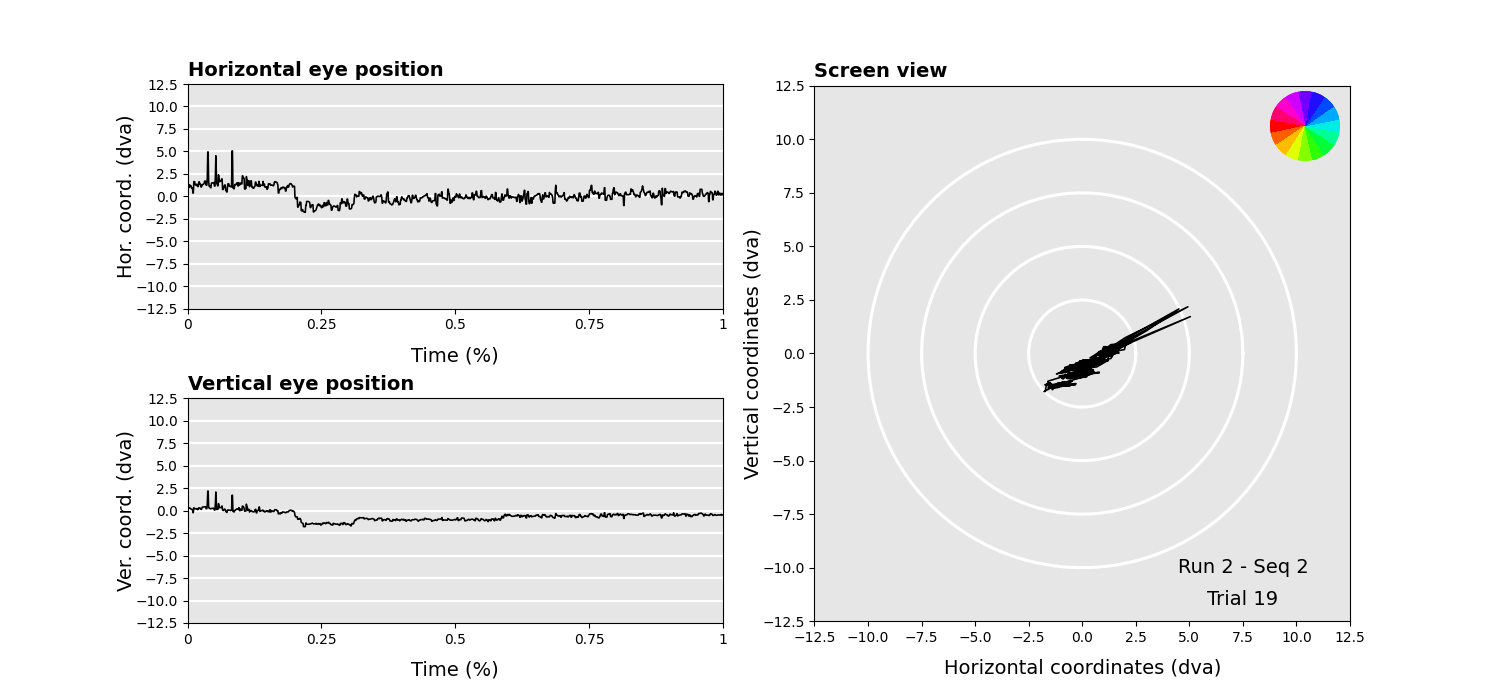 Horizontal eye position
12.5
10.0
7.5
5.0
2.5
0.0
−2.5
−5.0
−7.5
−10.0
−12.5
Hor. coord. (dva)
0 0.25 0.5 0.75 1
Time (%)
Vertical eye position
12.5
10.0
7.5
5.0
2.5
0.0
−2.5
−5.0
−7.5
−10.0
−12.5
Ver. coord. (dva)
0 0.25 0.5 0.75 1
Time (%)
Screen view
12.5
10.0
7.5
5.0
2.5
0.0
−2.5
−5.0
−7.5
−10.0
−12.5
Vertical coordinates (dva)
Run 2 - Seq 2
Trial 19
−12.5 −10.0 −7.5 −5.0 −2.5 0.0 2.5 5.0 7.5 10.0 12.5
Horizontal coordinates (dva)